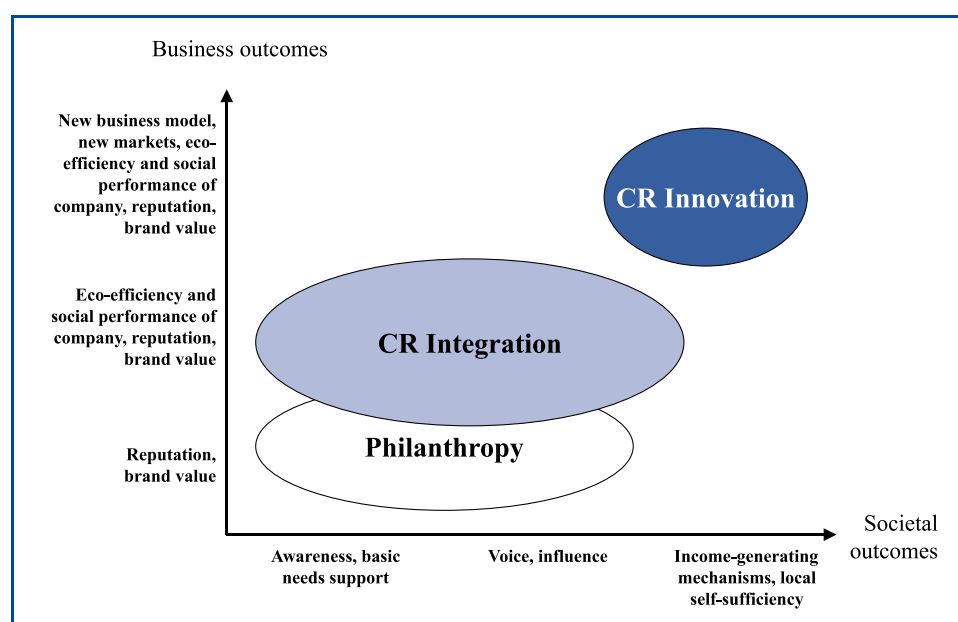 Business outcomes
New business model,
new markets, eco-
efficiency and social
performance of
company, reputation,
brand value
CR Innovation
Eco-efficiency and
social performance of
company, reputation,
brand value
CR Integration
Philanthropy
Reputation,
brand value
Societal
outcomes
Awareness, basic
needs support
Voice, influence
Income-generating
mechanisms, local
self-sufficiency